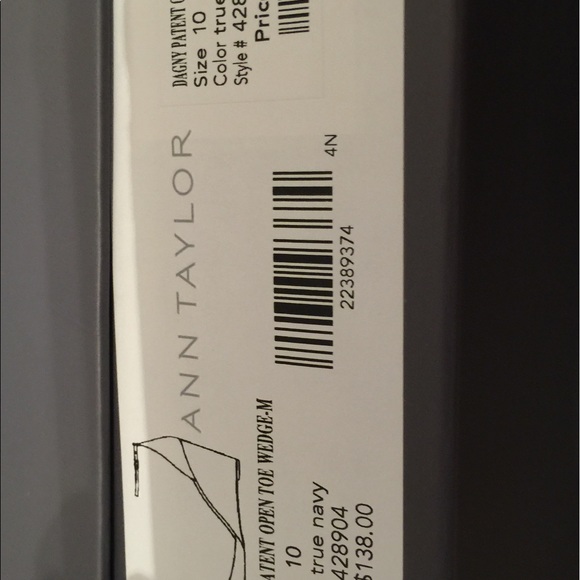 ANN TAYLOR
DAGNY PATENT
Size 10
Color true
Style# 428
Pric
22389374
4N
ATENT OPEN TOE WEDGE-M
10
true navy
428904
$138.00